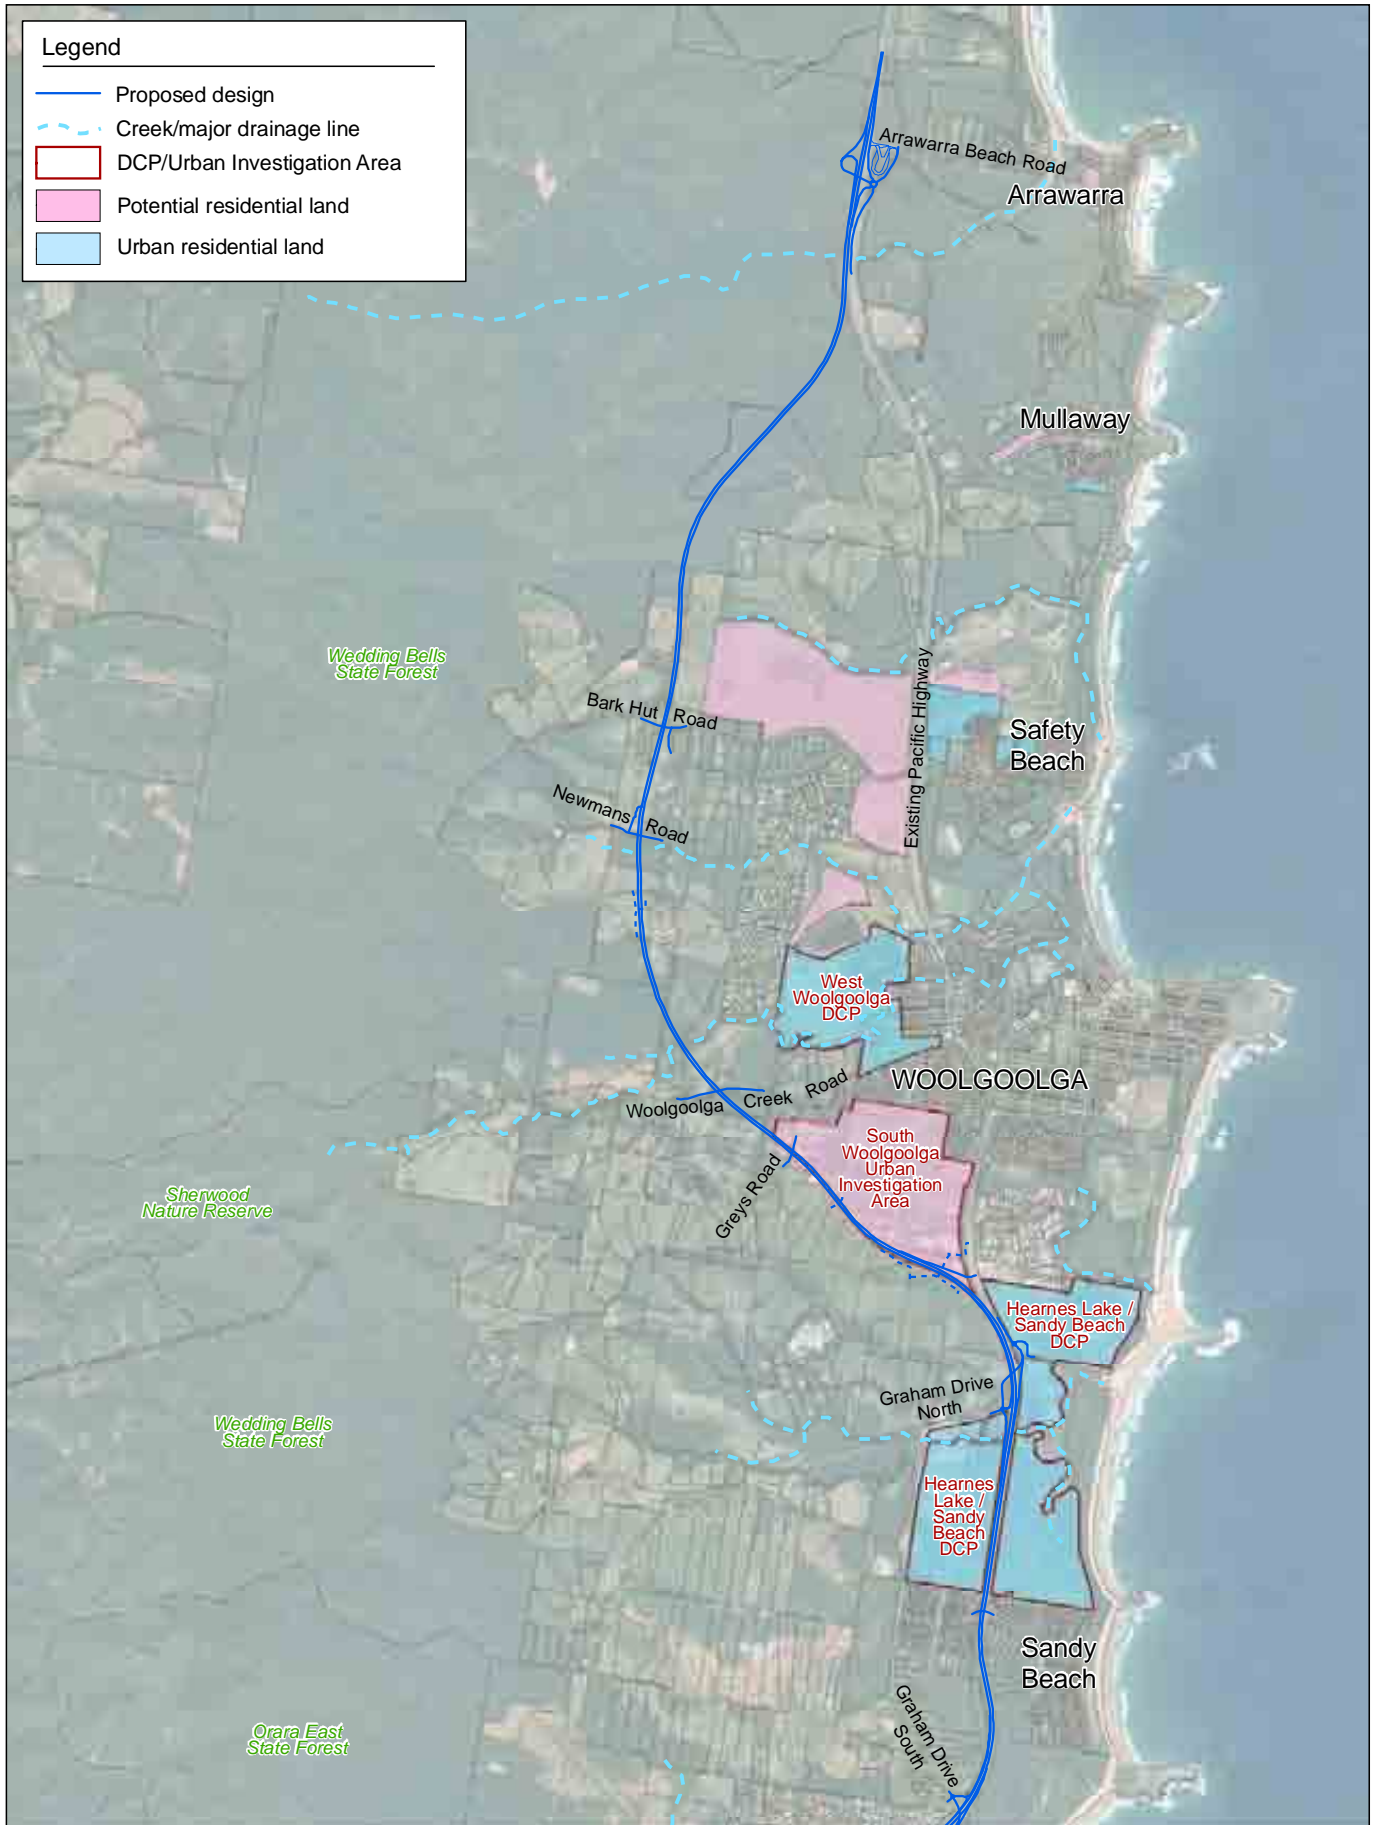 Legend
Proposed design
Creek/major drainage line
DCP/Urban Investigation Area
Potential residential land
Urban residential land
Arrawarra Beach Road
Arrawarra
Mullaway
Wedding Bells
State Forest
Bark Hut Road
Existing Pacific Highway
Safety
Beach
Newmans Road
West
Woolgoolga
DCP
WOOLGOOLGA
Woolgoolga Creek Road
South
Woolgoolga
Urban
Investigation
Area
Greys Road
Sherwood
Nature Reserve
Hearnes Lake /
Sandy Beach
DCP
Graham Drive
North
Wedding Bells
State Forest
Hearnes
Lake /
Sandy
Beach
DCP
Sandy
Beach
Graham Drive
South
Orara East
State Forest